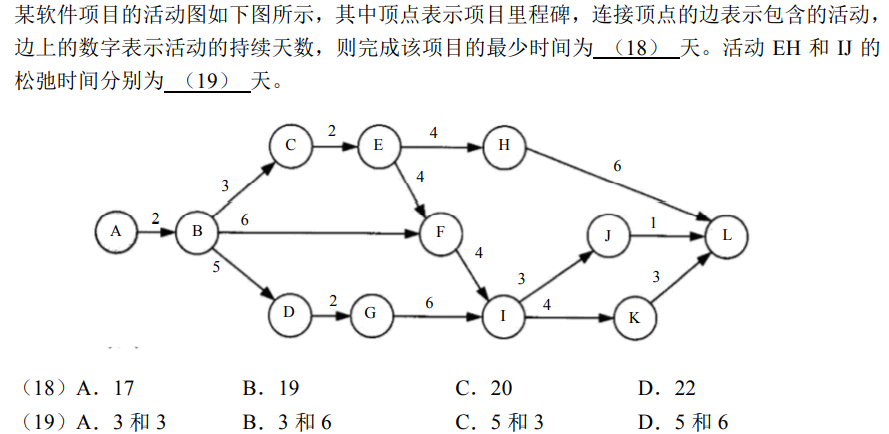 某软件项目的活动图如下图所示，其中顶点表示项目里程碑，连接顶点的边表示包含的活动，
边上的数字表示活动的持续天数，则完成该项目的最少时间为 （18） 天。活动 EH 和 IJ 的
松弛时间分别为 （19） 天。
C 2 E 4 H
3 4 6
A 2 B 6 F J 1 L
5 4 3 3
D 2 G 6 I 4 K
（18）A．17 B．19 C．20 D．22
（19）A．3 和 3 B．3 和 6 C．5 和 3 D．5 和 6